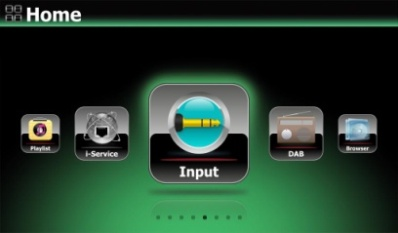 Home
Playlist
i-Service
Input
DAB
Browser